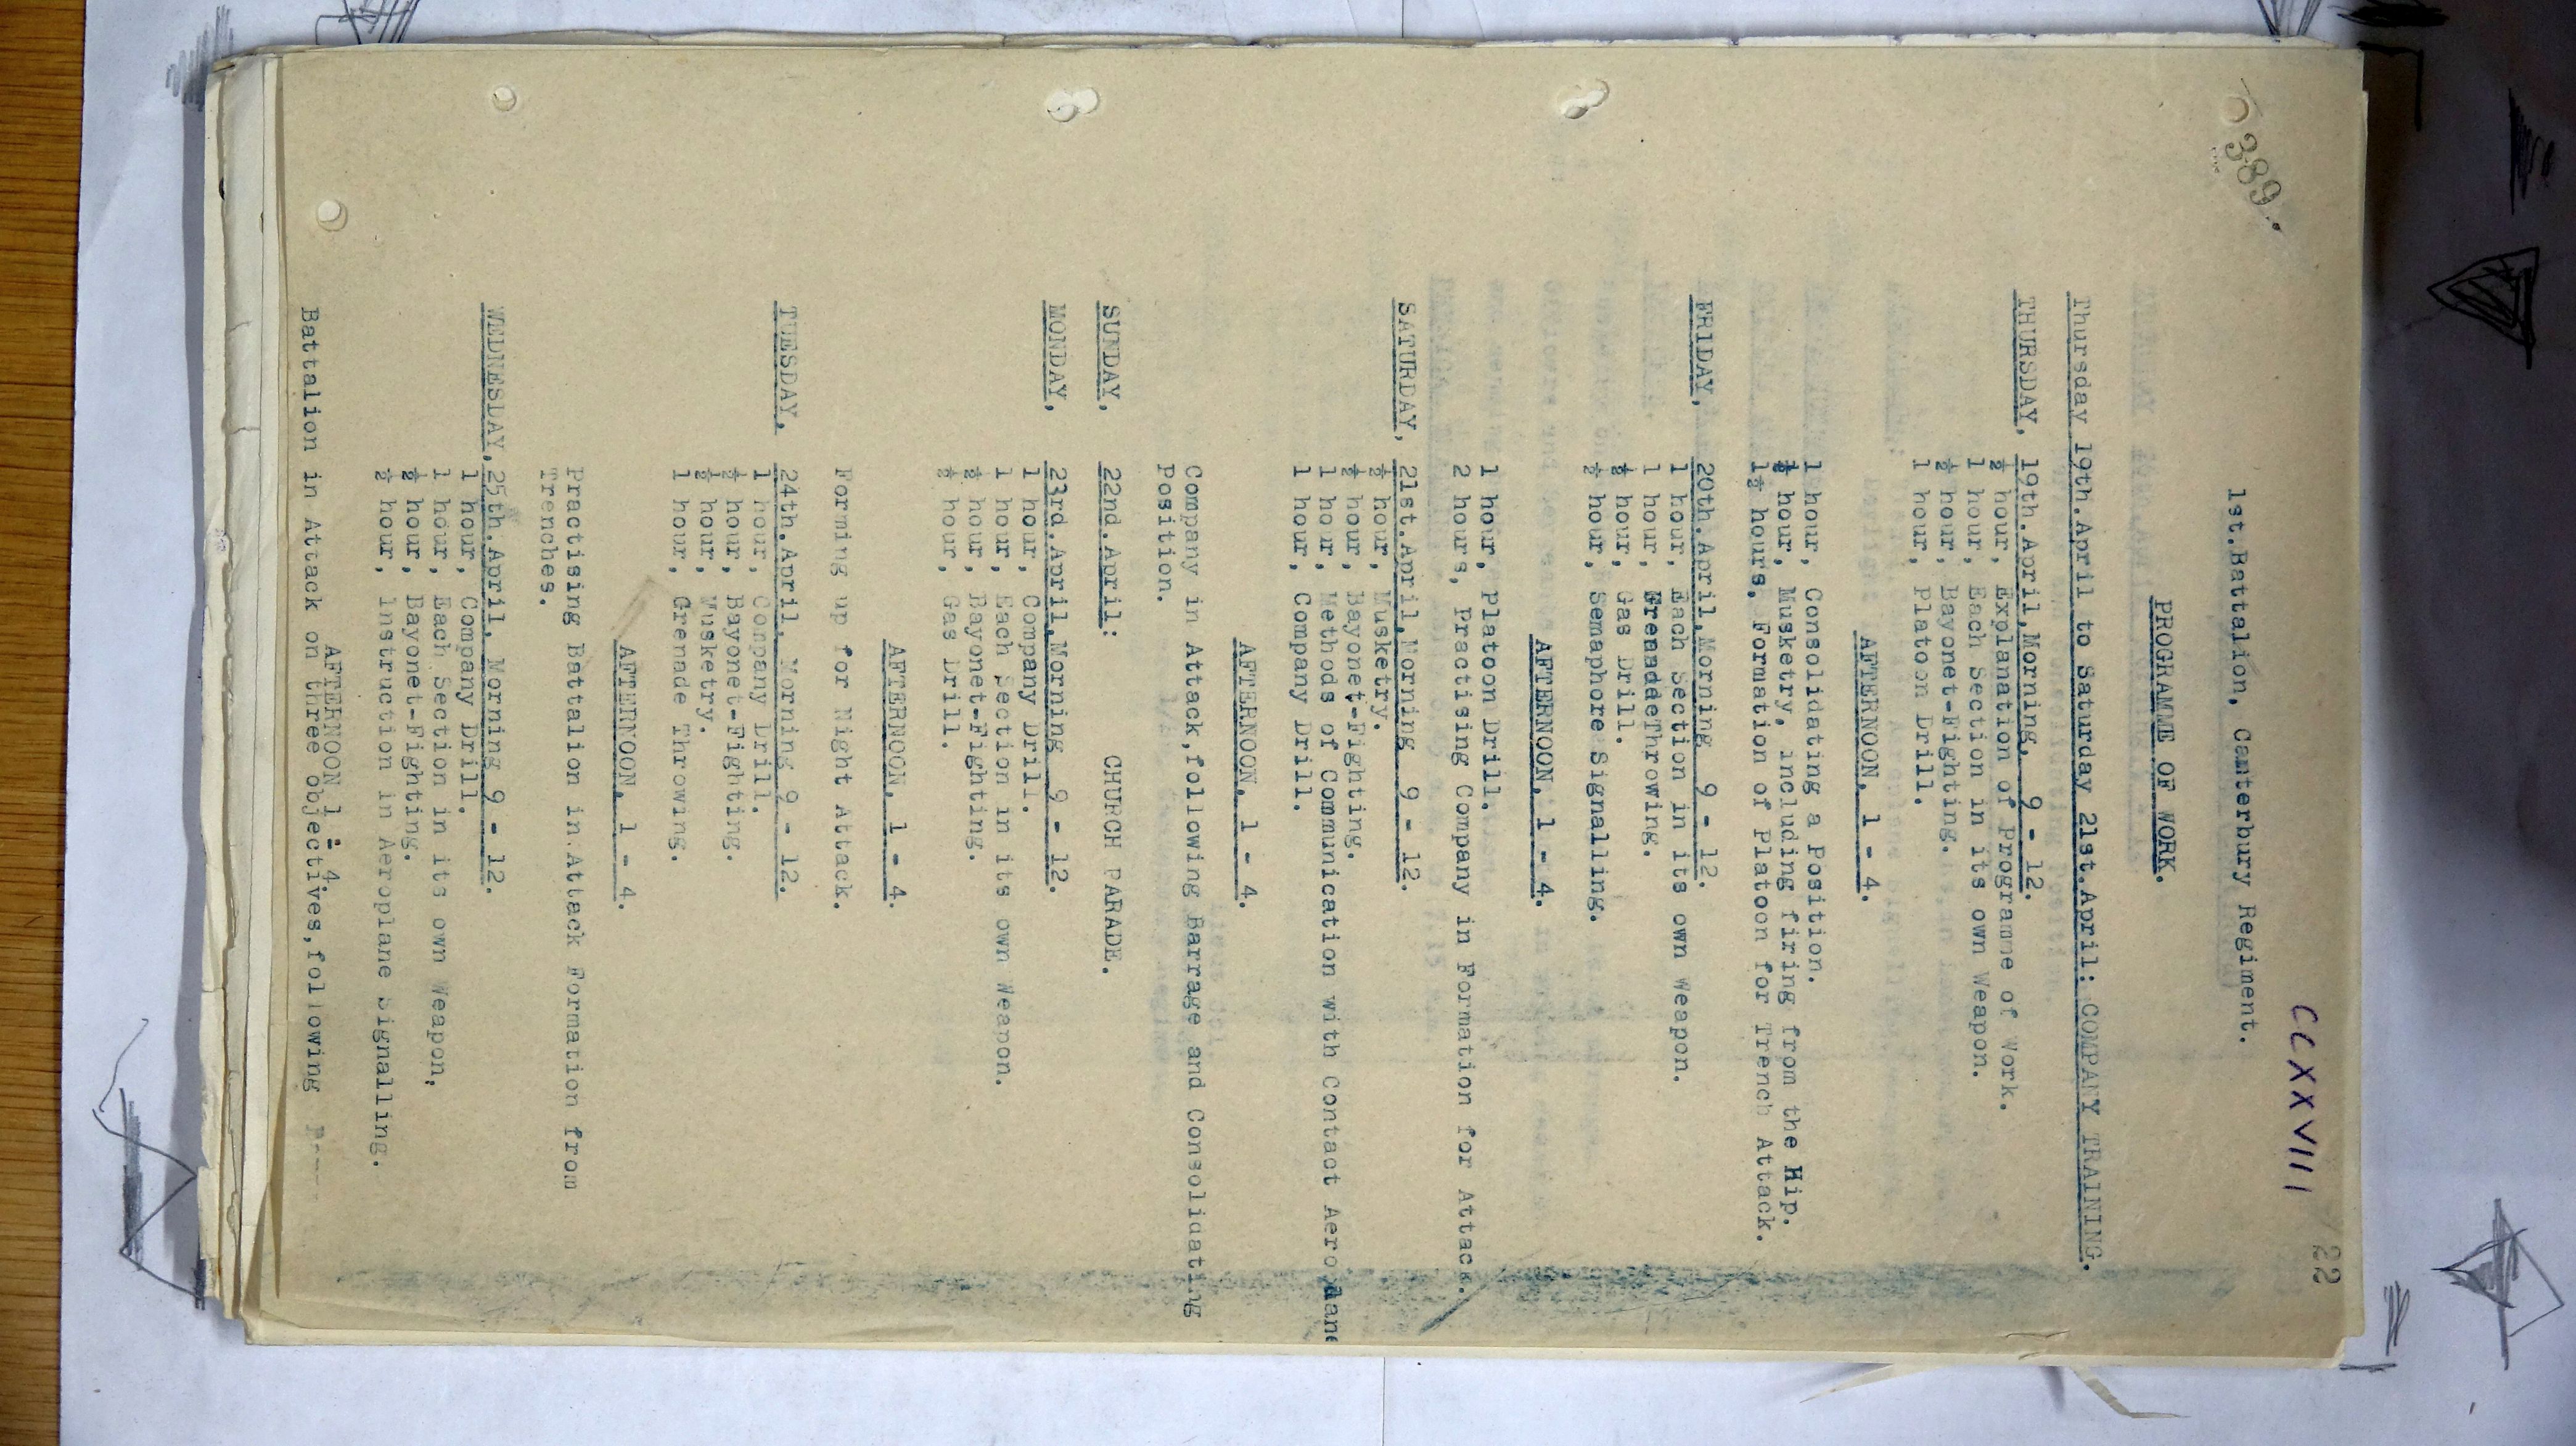 389.
CCXXVIII
22
1st.Battalion, Canterbury Regiment.
PROGRAMME OF WORK.
Thursday 19th.April to Saturday 21st.April: COMPANY TRAINING.
THURSDAY, 19th.April,Morning, 9 - 12.
½ hour, Explanation of Programme of Work.
1 hour, Each Section in its own Weapon.
½ hour, Bayonet-Fighting.
1 hour, Platoon Drill.
AFTERNOON, 1 - 4.
1 hour, Consolidating a Position.
½ hour, Musketry, including firing from the Hip.
1½ hours, Formation of Platoon for Trench Attack.
FRIDAY, 20th.April,Morning 9 - 12.
1 hour, Each Section in its own Weapon.
1 hour, GrenadeThrowing.
½ hour, Gas Drill.
½ hour, Semaphore Signalling.
AFTERNOON, 1 - 4.
1 hour, Platoon Drill.
2 hours, Practising Company in Formation for Attack.
SATURDAY, 21st.April,Morning 9 - 12.
½ hour, Musketry.
½ hour, Bayonet-Fighting.
1 hour, Methods of Communication with Contact Aeroplane
1 hour, Company Drill.
AFTERNOON, 1 - 4.
Company in Attack,following Barrage and Consolidating
Position.
SUNDAY, 22nd.April: CHURCH PARADE.
MONDAY, 23rd.April,Morning 9 - 12.
1 hour, Company Drill.
1 hour, Each Section in its own Weapon.
½ hour, Bayonet-Fighting.
½ hour, Gas Drill.
AFTERNOON, 1 - 4.
Forming up for Night Attack.
TUESDAY, 24th.April, Morning 9 - 12.
1 hour, Company Drill.
½ hour, Bayonet-Fighting.
½ hour, Musketry.
1 hour, Grenade Throwing.
AFTERNOON, 1 - 4.
Practising Battalion in Attack Formation from
Trenches.
WEDNESDAY, 25th.April, Morning 9 - 12.
1 hour, Company Drill.
1 hour, Each Section in its own Weapon,
½ hour, Bayonet-Fighting.
½ hour, Instruction in Aeroplane Signalling.
AFTERNOON 1 - 4.
Battalion in Attack on three Objectives,following